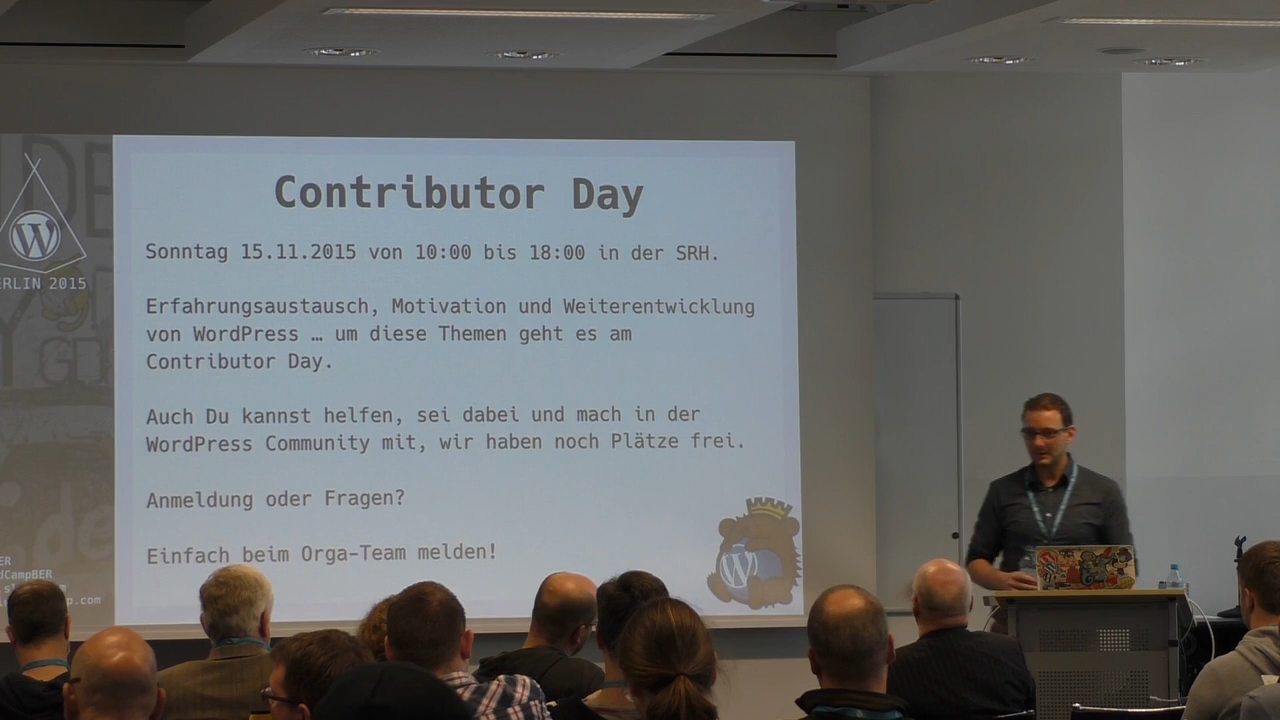 Contributor Day
Sonntag 15.11.2015 von 10:00 bis 18:00 in der SRH.
Erfahrungsaustausch, Motivation und Weiterentwicklung
von WordPress … um diese Themen geht es am
Contributor Day.
Auch Du kannst helfen, sei dabei und mach in der
WordPress Community mit, wir haben noch Plätze frei.
Anmeldung oder Fragen?
Einfach beim Orga-Team melden!
ERLIN 2015